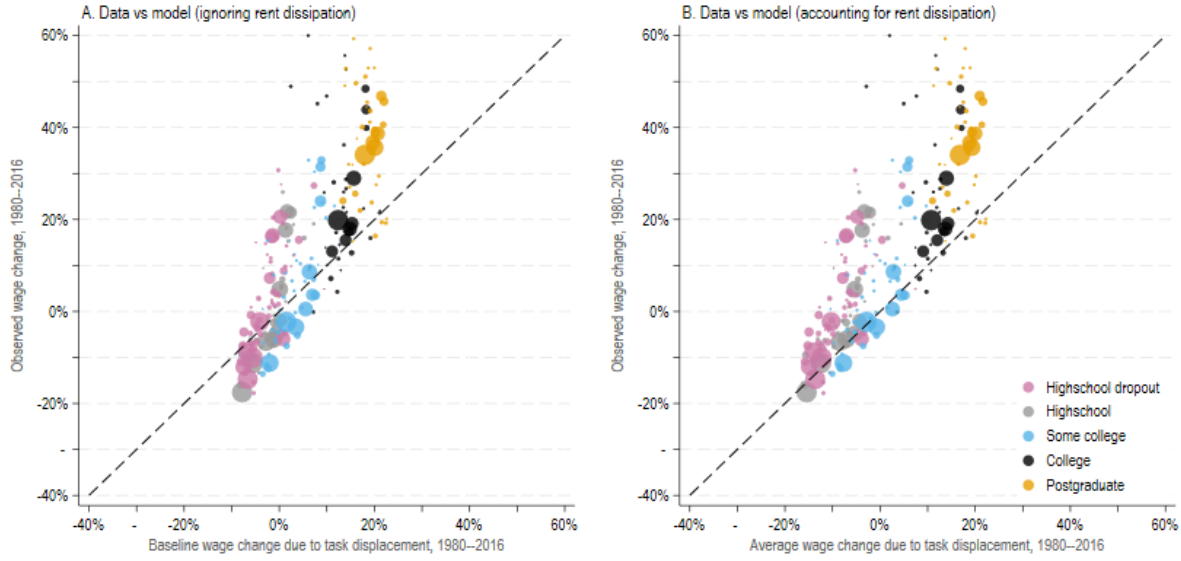 A. Data vs model (ignoring rent dissipation)
60%
40%
20%
0%
-20%
-
-40%
Observed wage change, 1980--2016
-40%
-
-20%
0%
20%
40%
60%
Baseline wage change due to task displacement, 1980--2016
B. Data vs model (accounting for rent dissipation)
60%
40%
20%
0%
-20%
-
-40%
Observed wage change, 1980--2016
Highschool dropout
Highschool
Some college
College
Postgraduate
-40%
-
-20%
0%
20%
40%
60%
Average wage change due to task displacement, 1980--2016